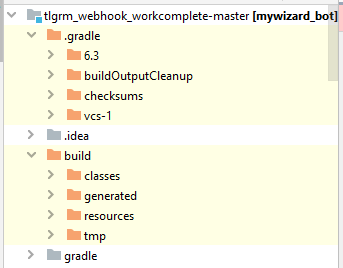 tlgrm_webhook_workcomplete-master [mywizard_bot]
.gradle
6.3
buildOutputCleanup
checksums
vcs-1
.idea
build
classes
generated
resources
tmp
gradle